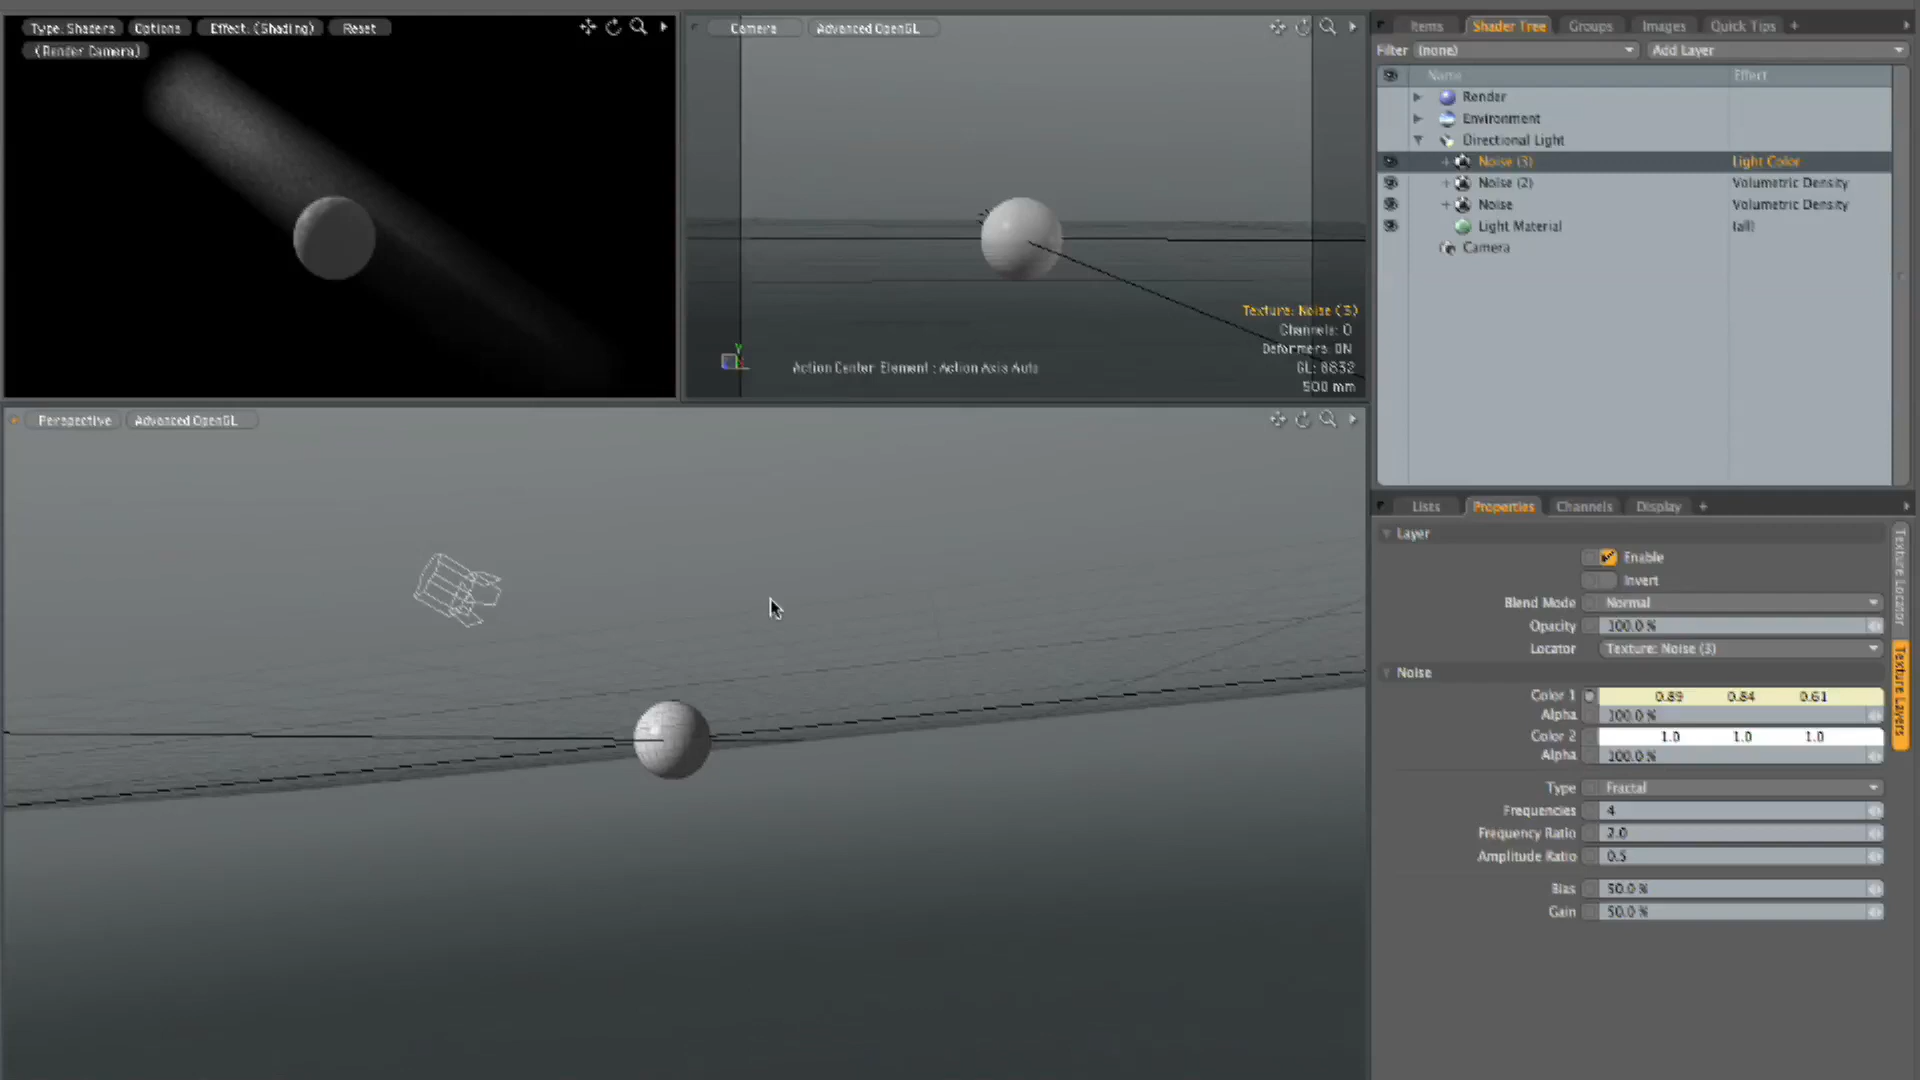 Type: Shaders Options Effect: (Shading) Reset
(Render Camera)
Camera Advanced OpenGL
Texture: Noise (3)
Channels: 0
Deformers: ON
GL: 8832
500 mm
Y
Action Center Element : Action Axis Auto
Perspective Advanced OpenGL
Items Shader Tree Groups Images Quick Tips +
Filter (none) Add Layer
Name Effect
Render
Environment
Directional Light
+ Noise (3) Light Color
+ Noise (2) Volumetric Density
+ Noise Volumetric Density
Light Material (all)
Camera
Lists Properties Channels Display +
Layer
Enable
Invert
Blend Mode Normal
Opacity 100.0 %
Locator Texture: Noise (3)
Noise
Color 1 0.89 0.84 0.61
Alpha 100.0 %
Color 2 1.0 1.0 1.0
Alpha 100.0 %
Type Fractal
Frequencies 4
Frequency Ratio 2.0
Amplitude Ratio 0.5
Bias 50.0 %
Gain 50.0 %
Texture Locator
Texture Layers